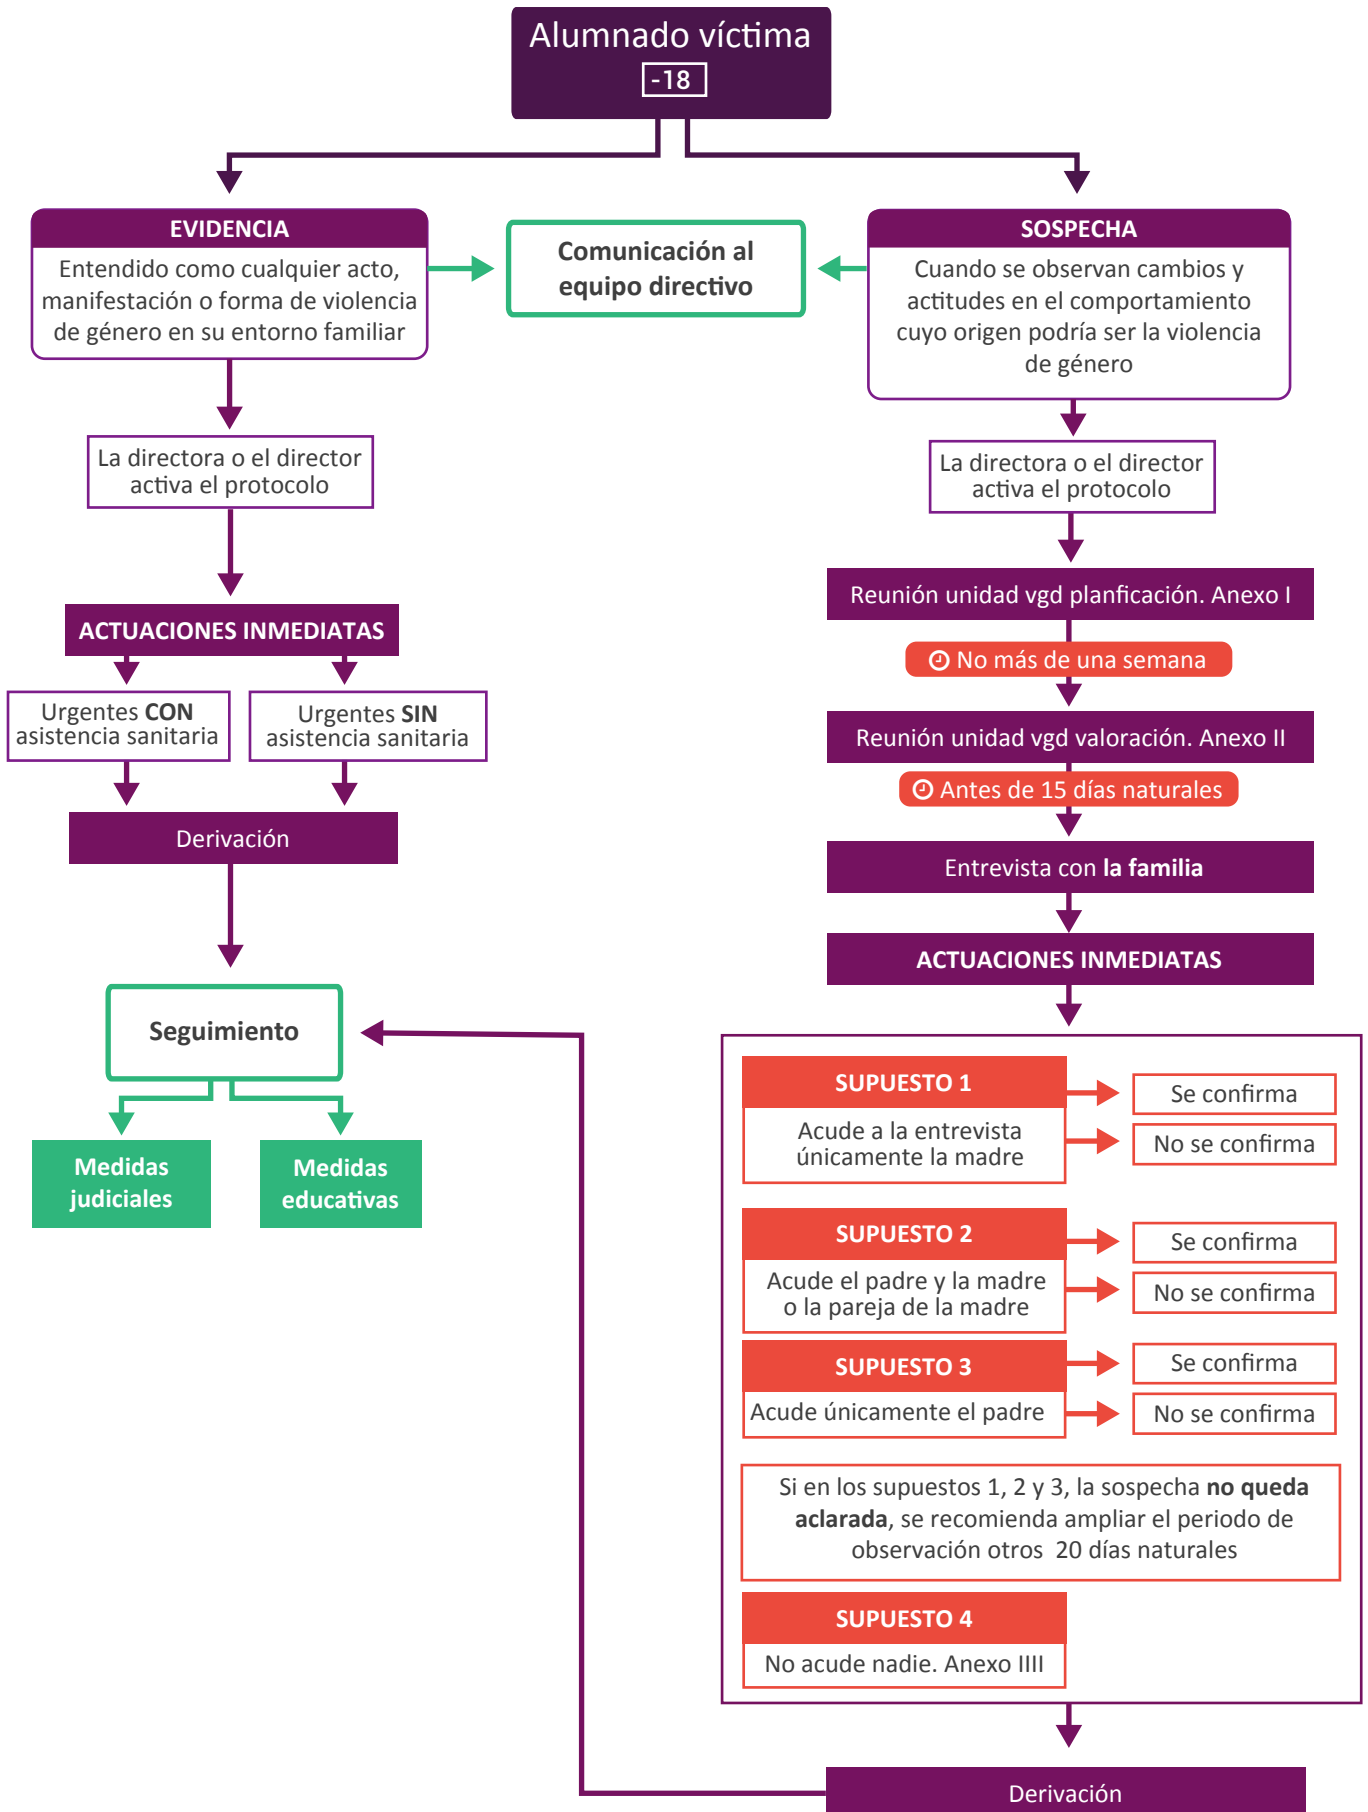 Alumnado víctima
-18
EVIDENCIA
Entendido como cualquier acto,
manifestación o forma de violencia
de género en su entorno familiar
Comunicación al
equipo directivo
SOSPECHA
Cuando se observan cambios y
actitudes en el comportamiento
cuyo origen podría ser la violencia
de género
La directora o el director
activa el protocolo
ACTUACIONES INMEDIATAS
Urgentes CON
asistencia sanitaria
Urgentes SIN
asistencia sanitaria
Derivación
Seguimiento
Medidas
judiciales
Medidas
educativas
La directora o el director
activa el protocolo
Reunión unidad vgd planficación. Anexo I
No más de una semana
Reunión unidad vgd valoración. Anexo II
Antes de 15 días naturales
Entrevista con la familia
ACTUACIONES INMEDIATAS
SUPUESTO 1
Acude a la entrevista
únicamente la madre
Se confirma
No se confirma
SUPUESTO 2
Acude el padre y la madre
o la pareja de la madre
Se confirma
No se confirma
SUPUESTO 3
Acude únicamente el padre
Se confirma
No se confirma
Si en los supuestos 1, 2 y 3, la sospecha no queda
aclarada, se recomienda ampliar el periodo de
observación otros 20 días naturales
SUPUESTO 4
No acude nadie. Anexo IIII
Derivación